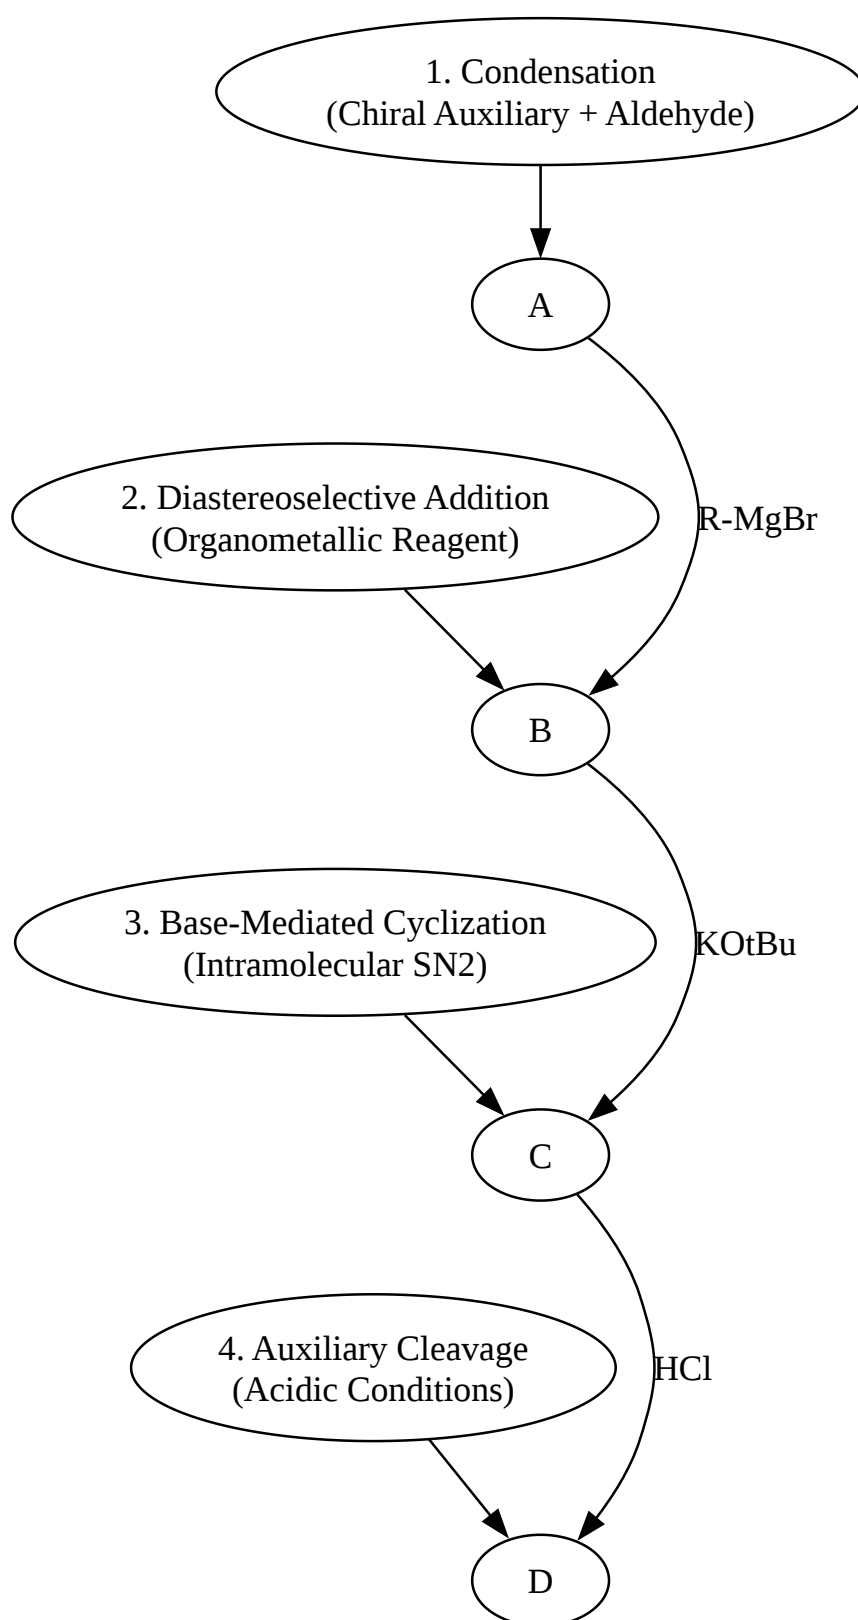 1. Condensation
(Chiral Auxiliary + Aldehyde)
A
2. Diastereoselective Addition
(Organometallic Reagent)
R-MgBr
B
3. Base-Mediated Cyclization
(Intramolecular SN2)
KOtBu
C
4. Auxiliary Cleavage
(Acidic Conditions)
HCl
D